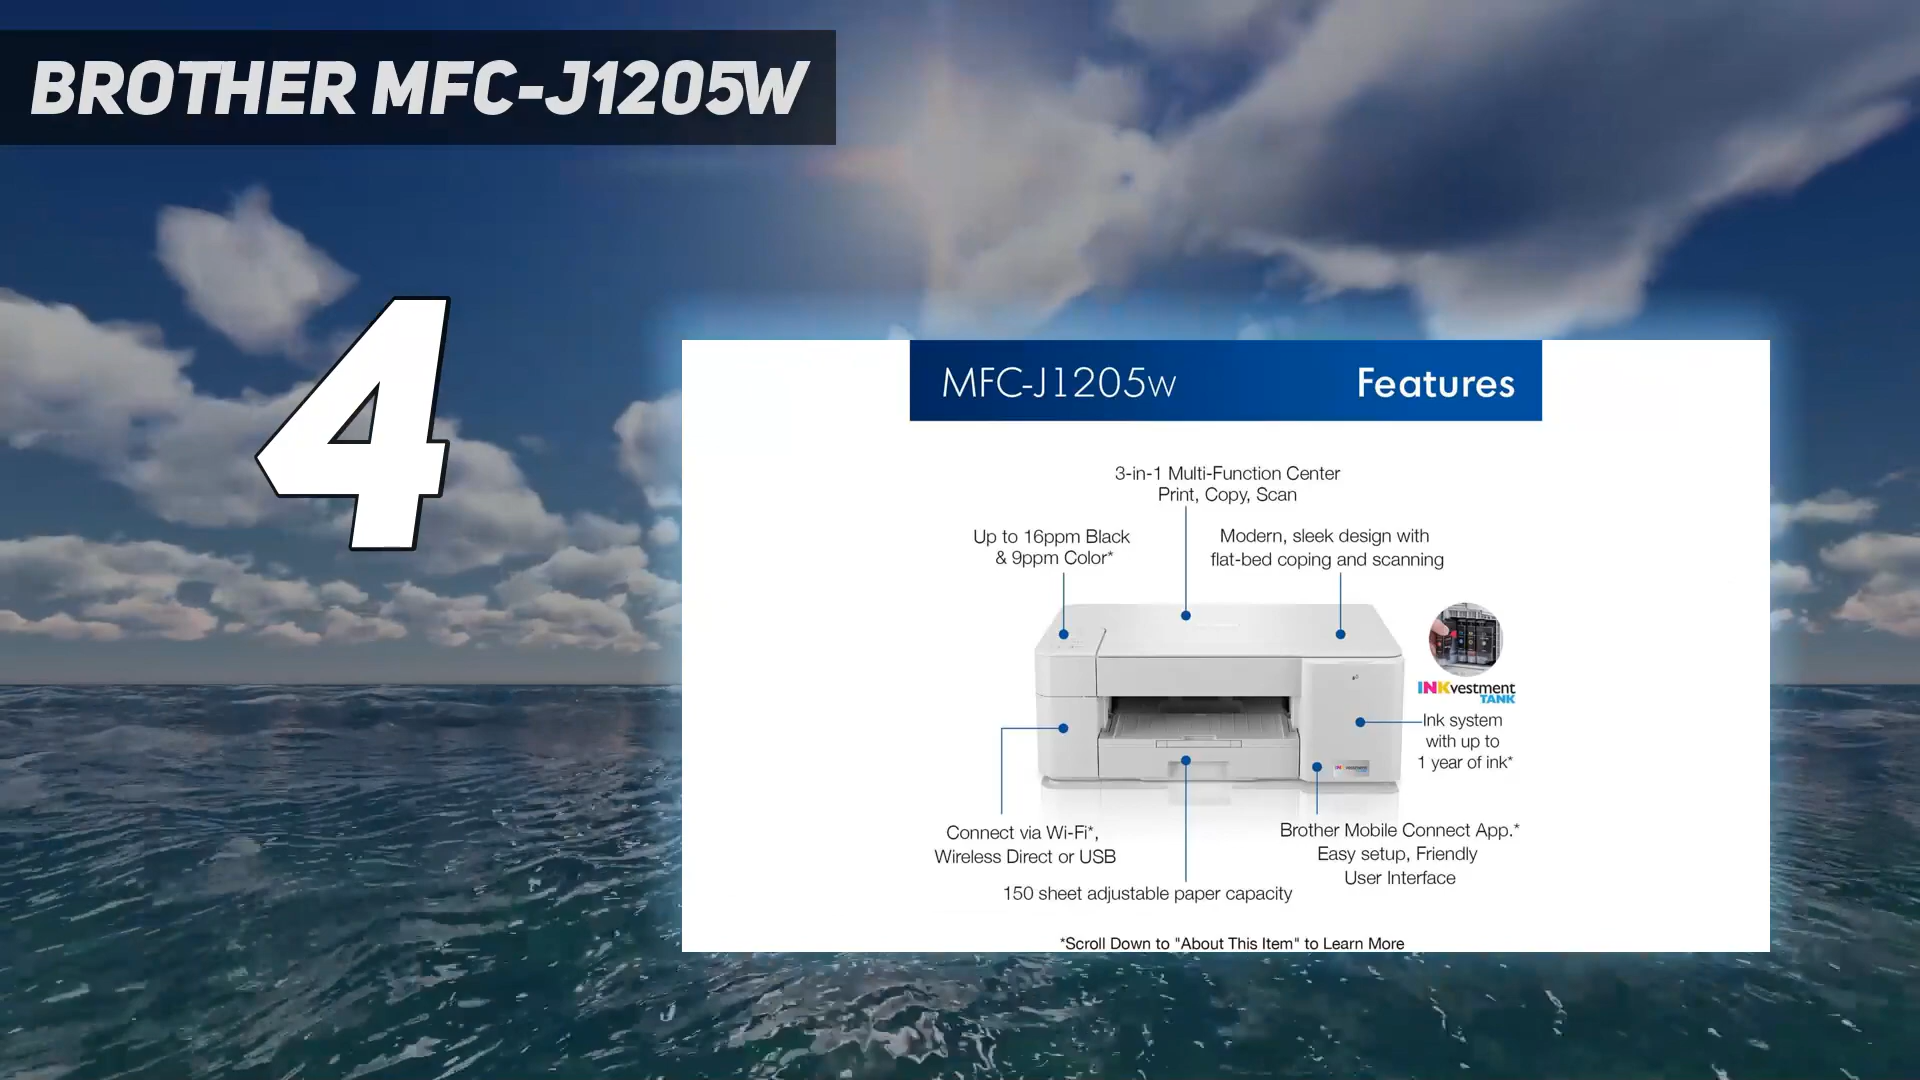 BROTHER MFC-J1205W
4
MFC-J1205W Features
3-in-1 Multi-Function Center
Print, Copy, Scan
Up to 16ppm Black
& 9ppm Color*
Modern, sleek design with
flat-bed coping and scanning
INKvestment
TANK
Ink system
with up to
1 year of ink*
Connect via Wi-Fi*,
Wireless Direct or USB
Brother Mobile Connect App.*
Easy setup, Friendly
User Interface
150 sheet adjustable paper capacity
*Scroll Down to "About This Item" to Learn More